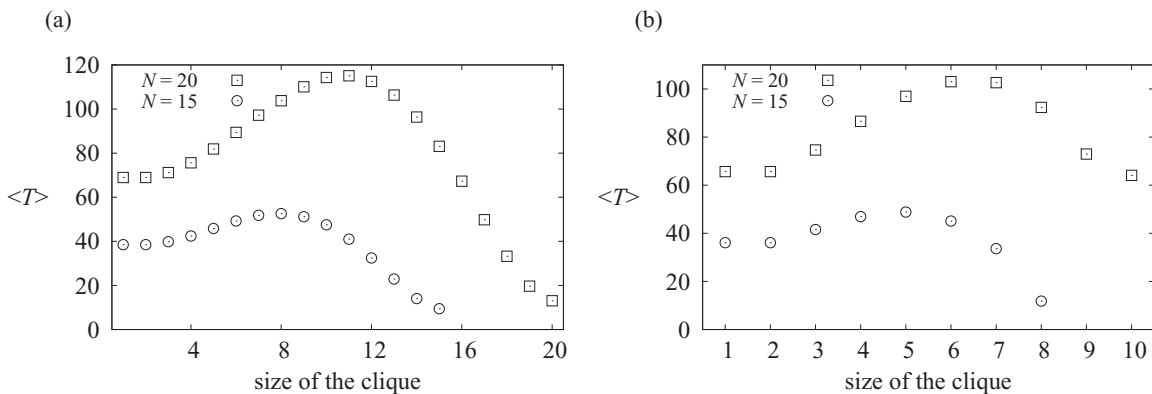 (a)
120
100
80
60
40
20
0
<T>
N = 20
N = 15
4 8 12 16 20
size of the clique
(b)
100
80
60
40
20
0
<T>
N = 20
N = 15
1 2 3 4 5 6 7 8 9 10
size of the clique